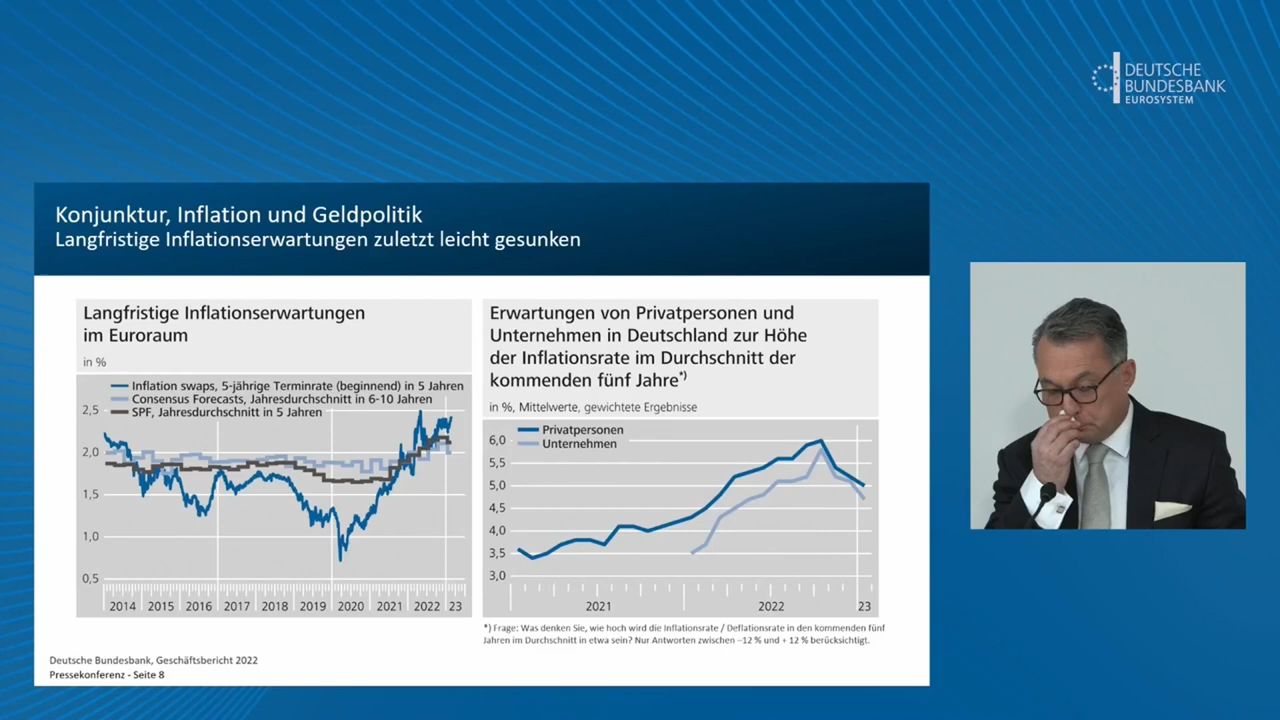 DEUTSCHE
BUNDESBANK
EUROSYSTEM
Konjunktur, Inflation und Geldpolitik
Langfristige Inflationserwartungen zuletzt leicht gesunken
Langfristige Inflationserwartungen
im Euroraum
in %
Inflation swaps, 5-jährige Terminrate (beginnend) in 5 Jahren
Consensus Forecasts, Jahresdurchschnitt in 6-10 Jahren
SPF, Jahresdurchschnitt in 5 Jahren
2,5
2,0
1,5
1,0
0,5
2014 2015 2016 2017 2018 2019 2020 2021 2022 23
Erwartungen von Privatpersonen und
Unternehmen in Deutschland zur Höhe
der Inflationsrate im Durchschnitt der
kommenden fünf Jahre*)
in %, Mittelwerte, gewichtete Ergebnisse
Privatpersonen
Unternehmen
6,0
5,5
5,0
4,5
4,0
3,5
3,0
2021 2022 23
*) Frage: Was denken Sie, wie hoch wird die Inflationsrate / Deflationsrate in den kommenden fünf
Jahren im Durchschnitt in etwa sein? Nur Antworten zwischen –12 % und + 12 % berücksichtigt.
Deutsche Bundesbank, Geschäftsbericht 2022
Pressekonferenz - Seite 8